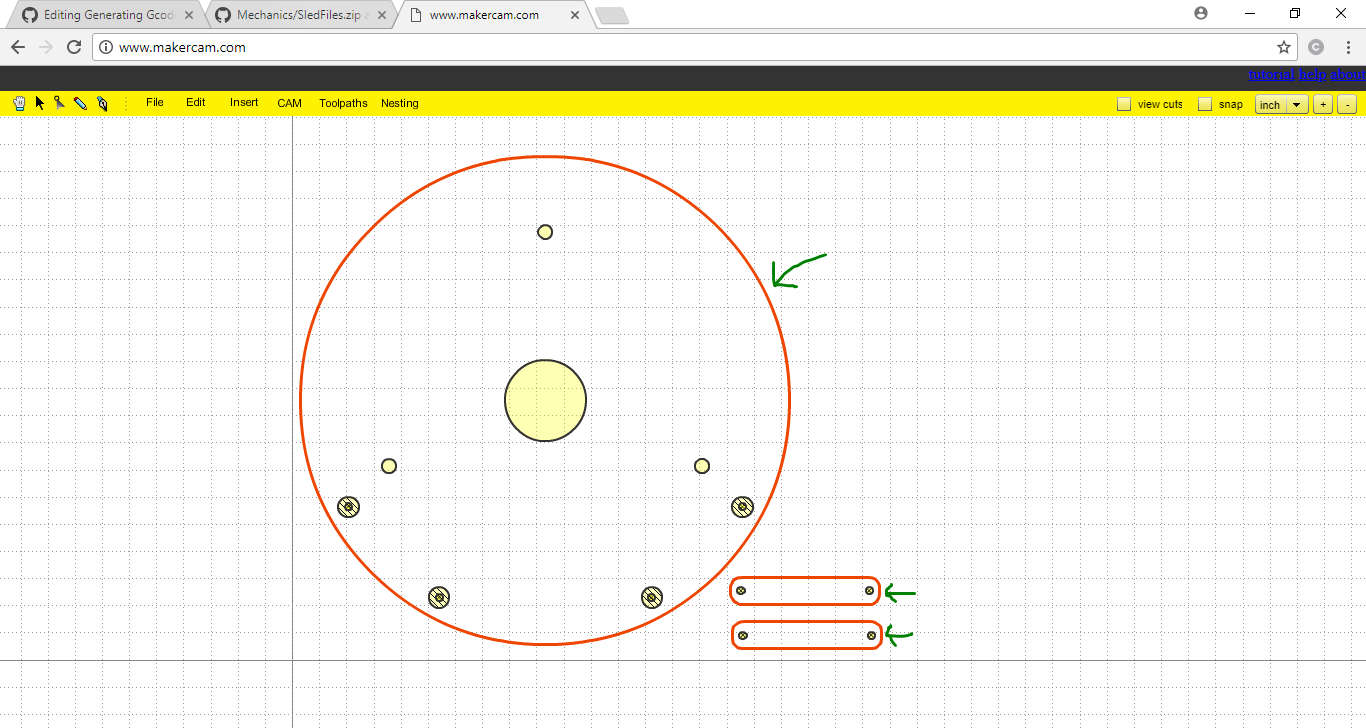 Editing Generating Gcod
Mechanics/SledFiles.zip a
www.makercam.com
www.makercam.com
tutorial help about
File Edit Insert CAM Toolpaths Nesting view cuts snap inch + -